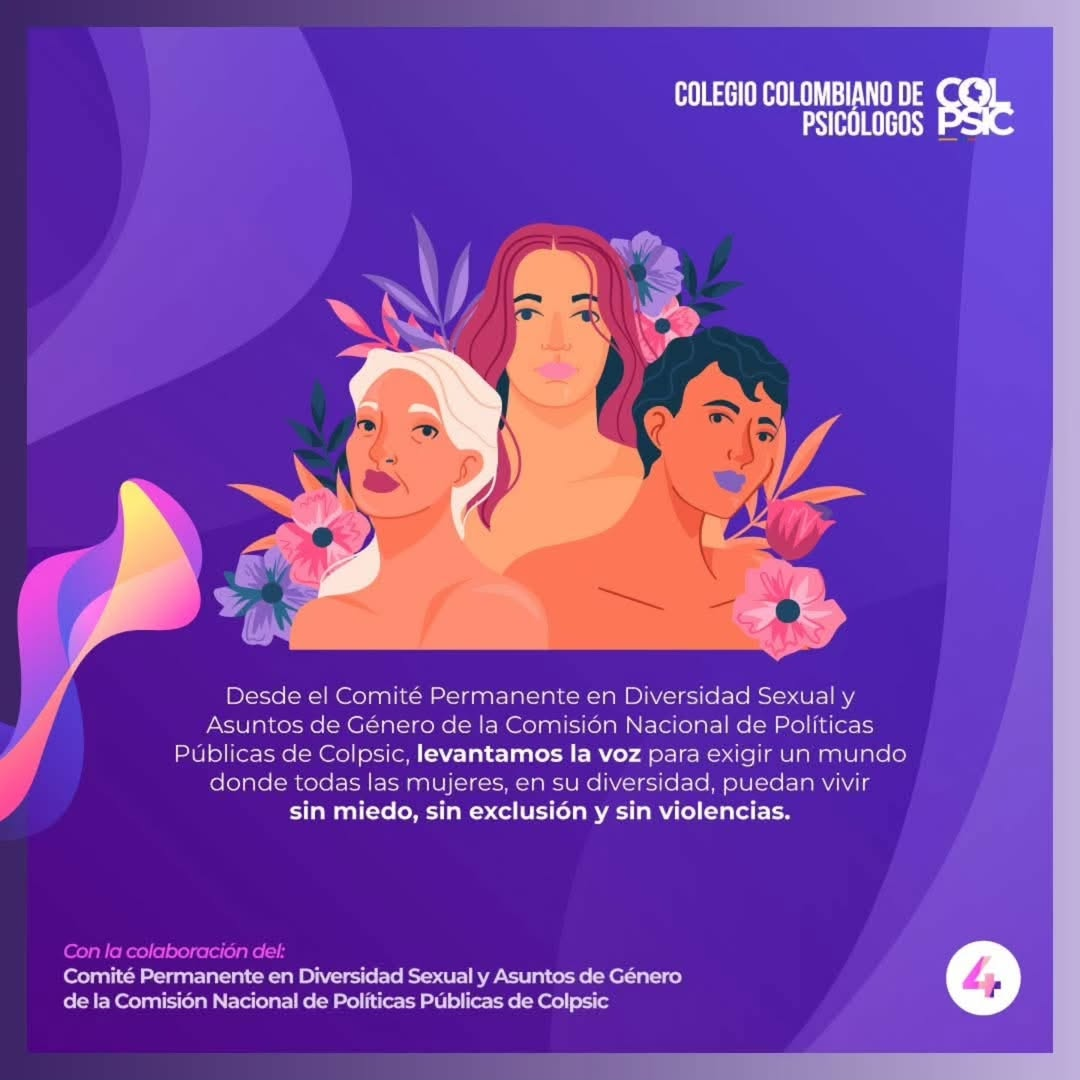 COLEGIO COLOMBIANO DE
PSICÓLOGOS
COL
PSIC
Desde el Comité Permanente en Diversidad Sexual y
Asuntos de Género de la Comisión Nacional de Políticas
Públicas de Colpsic, levantamos la voz para exigir un mundo
donde todas las mujeres, en su diversidad, puedan vivir
sin miedo, sin exclusión y sin violencias.
Con la colaboración del:
Comité Permanente en Diversidad Sexual y Asuntos de Género
de la Comisión Nacional de Políticas Públicas de Colpsic
4